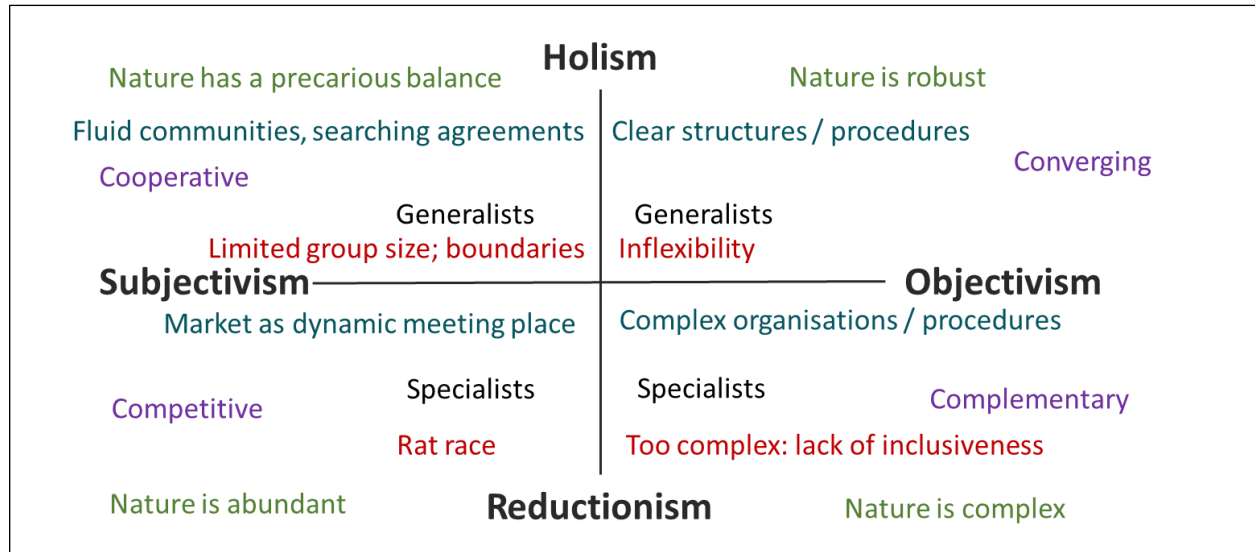 Holism
Nature has a precarious balance
Nature is robust
Fluid communities, searching agreements
Clear structures / procedures
Cooperative
Converging
Generalists
Generalists
Limited group size; boundaries
Inflexibility
Subjectivism
Objectivism
Market as dynamic meeting place
Complex organisations / procedures
Specialists
Specialists
Competitive
Complementary
Rat race
Too complex: lack of inclusiveness
Nature is abundant
Reductionism
Nature is complex